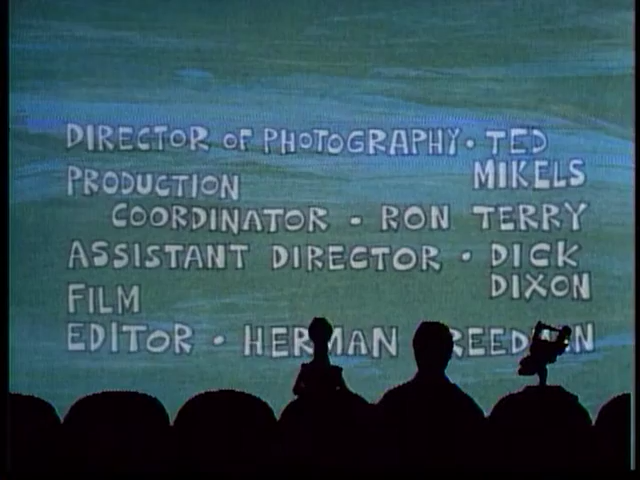 DIRECTOR OF PHOTOGRAPHY · TED
MIKELS
PRODUCTION
COORDINATOR · RON TERRY
ASSISTANT DIRECTOR · DICK
DIXON
FILM
EDITOR · HERMAN